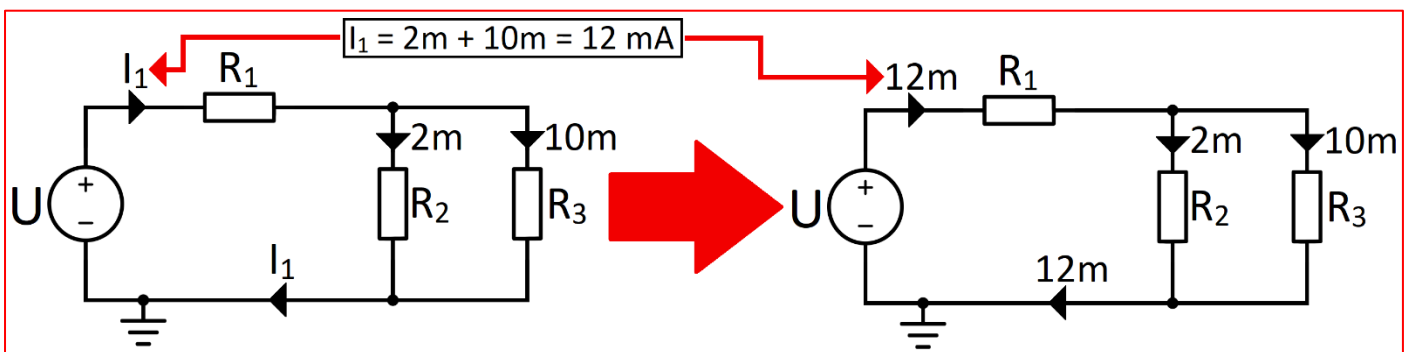 I₁ = 2m + 10m = 12 mA
I₁ R₁
2m 10m
U + − R₂ R₃
I₁
12m R₁
2m 10m
U + − R₂ R₃
12m